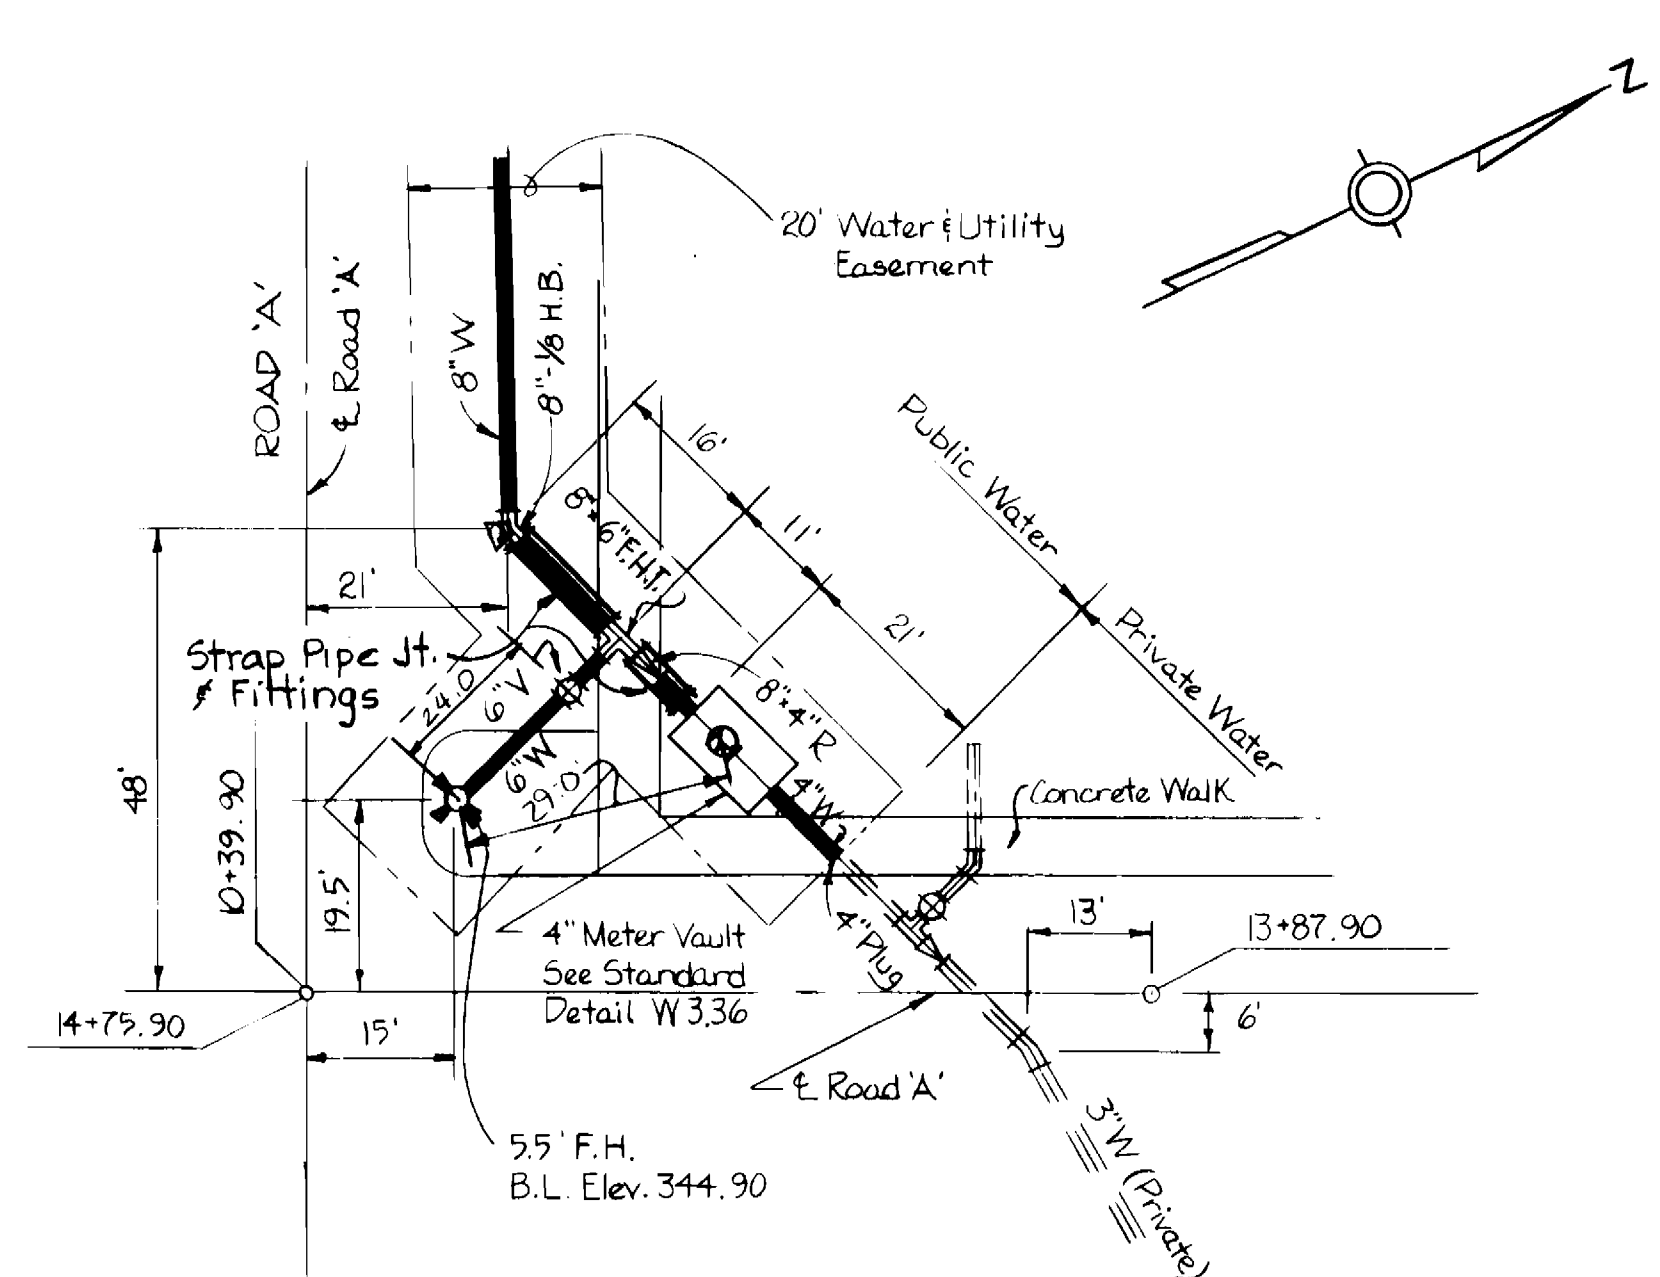 N
20' Water & Utility
Easement
ROAD 'A'
℄ Road 'A'
8"W
8"-1/8 H.B.
16'
11'
21'
Public Water
Private Water
8"x6" F.H.T.
21'
Strap Pipe Jt.
& Fittings
24.0'
6"V
6"W
29.0'
8"x4" R
4"W
48'
10+39.90
19.5'
Concrete Walk
4" Plug
13'
13+87.90
4" Meter Vault
See Standard
Detail W 3.36
14+75.90
15'
6'
℄ Road 'A'
3"W (Private)
5.5' F.H.
B.L. Elev. 344.90